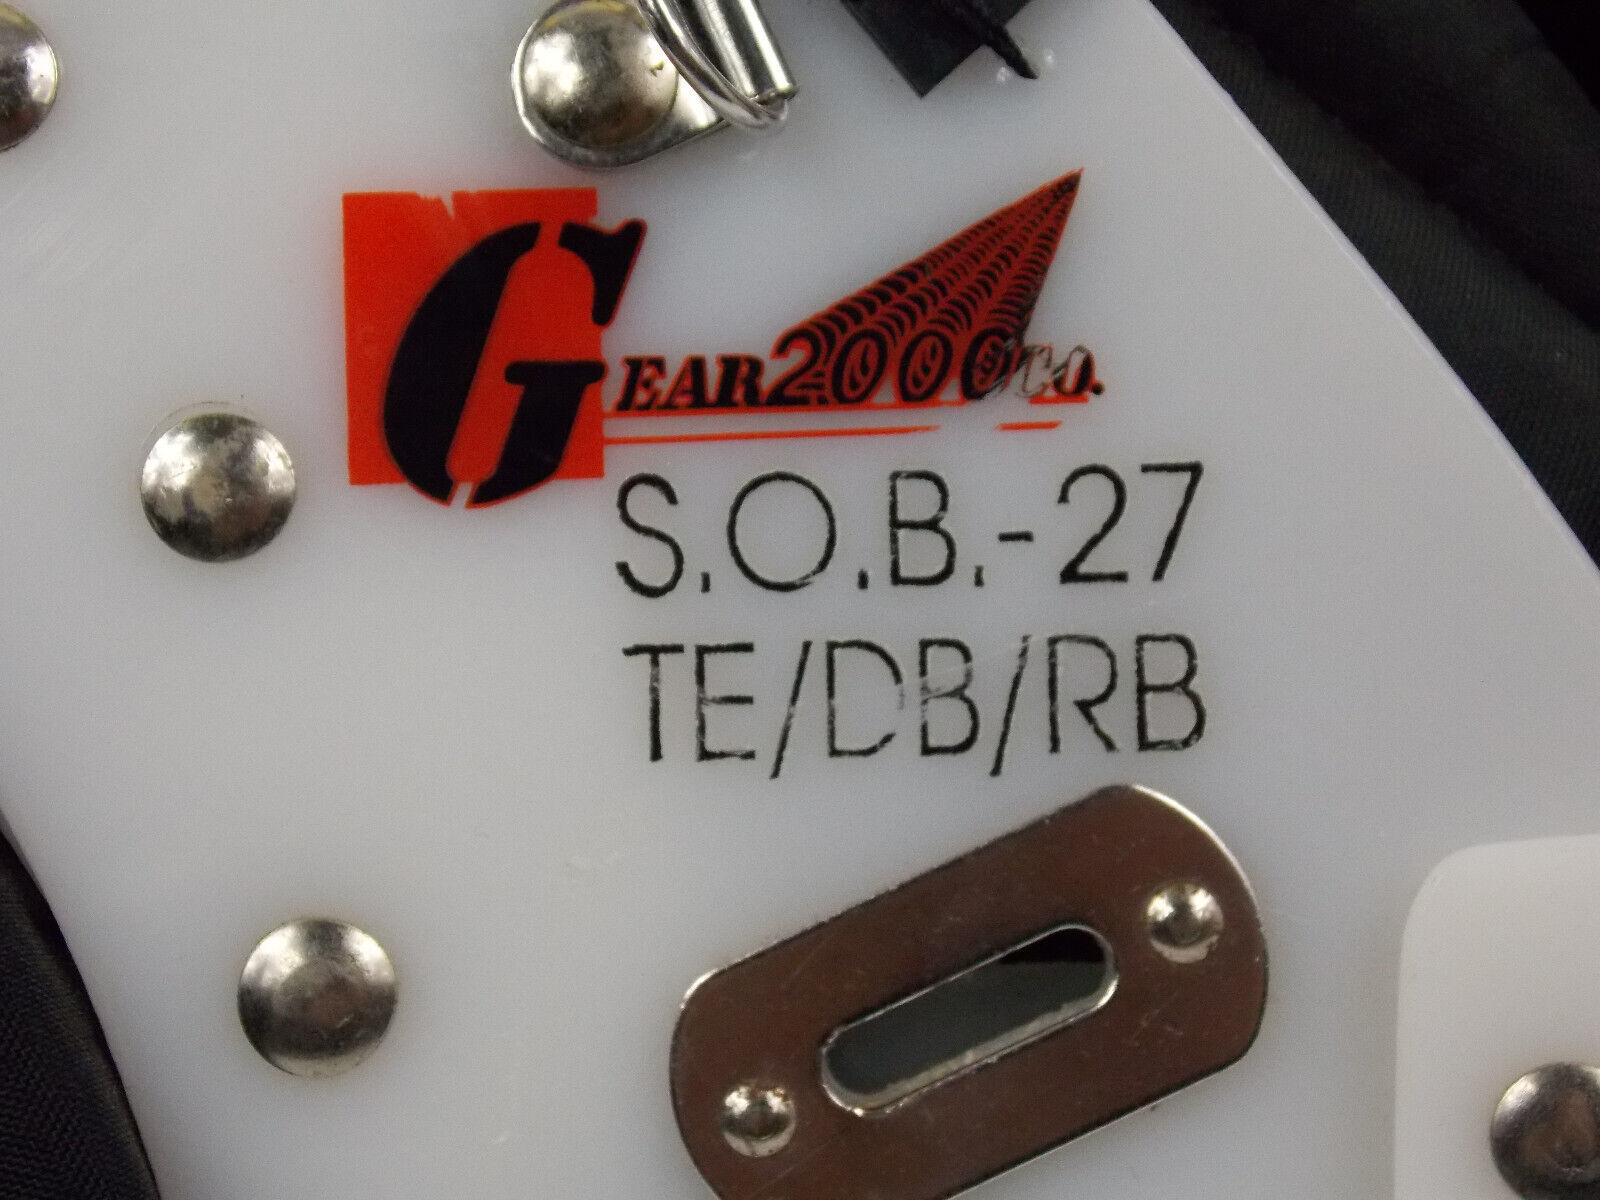 GEAR2000CO.
S.O.B.-27
TE/DB/RB